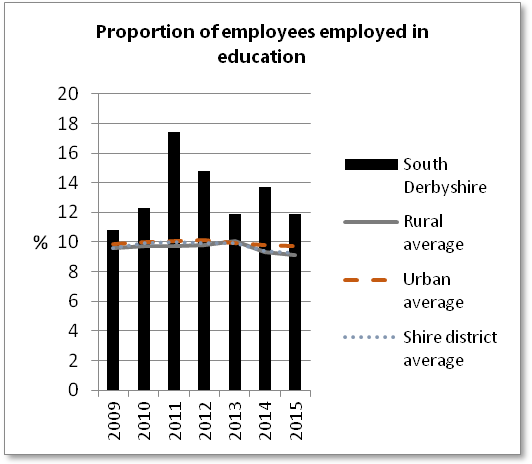 Proportion of employees employed in
education
20
18
16
14
12
10
8
6
4
2
0
%
2009
2010
2011
2012
2013
2014
2015
South
Derbyshire
Rural
average
Urban
average
Shire district
average